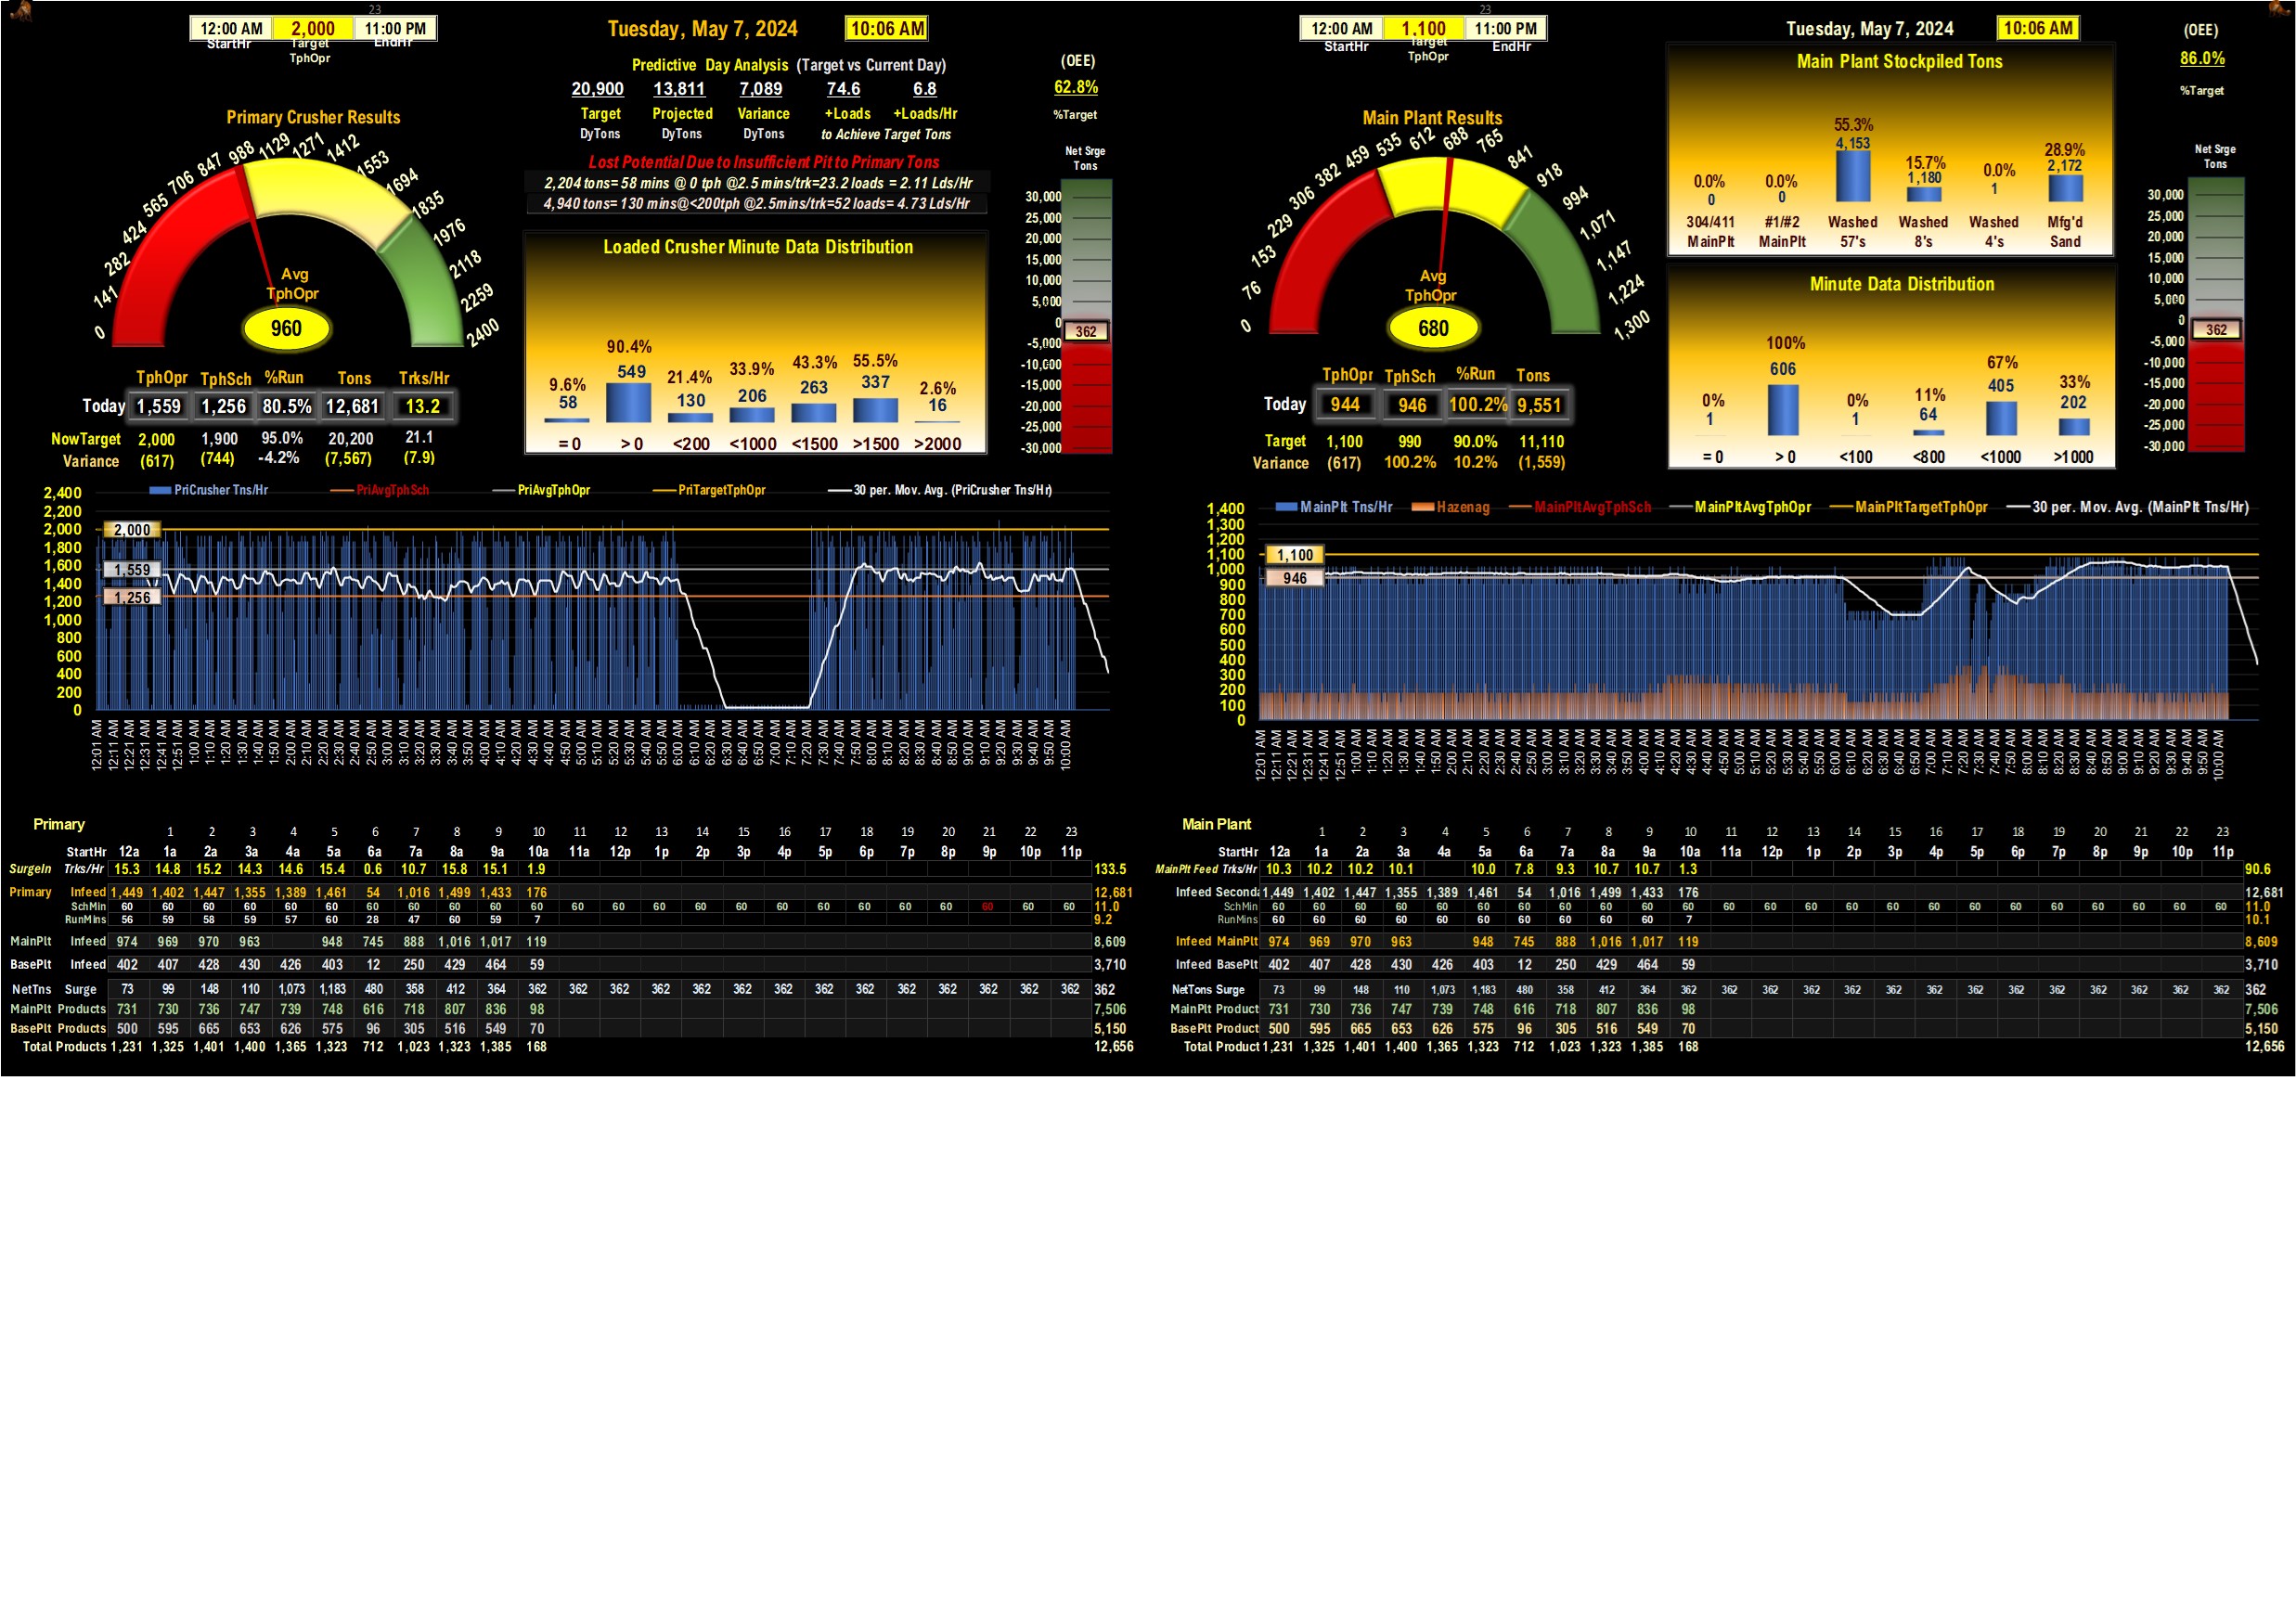 23
12:00 AM 2,000 11:00 PM
StartHr Target EndHr
TphOpr
Tuesday, May 7, 2024 10:06 AM
Predictive Day Analysis (Target vs Current Day)
20,900 13,811 7,089 74.6 6.8
Target Projected Variance +Loads +Loads/Hr
DyTons DyTons DyTons to Achieve Target Tons
Lost Potential Due to Insufficient Pit to Primary Tons
2,204 tons= 58 mins @ 0 tph @2.5 mins/trk=23.2 loads = 2.11 Lds/Hr
4,940 tons= 130 mins@<200tph @2.5mins/trk=52 loads= 4.73 Lds/Hr
(OEE)
62.8%
%Target
Net Srge
Tons
30,000
25,000
20,000
15,000
10,000
5,000
0
362
-5,000
-10,000
-15,000
-20,000
-25,000
-30,000
Primary Crusher Results
0 141 282 424 565 706 847 988 1129 1271 1412 1553 1694 1835 1976 2118 2259 2400
Avg
TphOpr
960
TphOpr TphSch %Run Tons Trks/Hr
Today 1,559 1,256 80.5% 12,681 13.2
NowTarget 2,000 1,900 95.0% 20,200 21.1
Variance (617) (744) -4.2% (7,567) (7.9)
Loaded Crusher Minute Data Distribution
9.6% 90.4% 21.4% 33.9% 43.3% 55.5% 2.6%
58 549 130 206 263 337 16
= 0 > 0 <200 <1000 <1500 >1500 >2000
PriCrusher Tns/Hr PriAvgTphSch PriAvgTphOpr PriTargetTphOpr 30 per. Mov. Avg. (PriCrusher Tns/Hr)
2,400
2,200
2,000
1,800
1,600
1,400
1,200
1,000
800
600
400
200
0
2,000
1,559
1,256
12:01 AM 12:11 AM 12:21 AM 12:31 AM 12:41 AM 12:51 AM 1:00 AM 1:10 AM 1:20 AM 1:30 AM 1:40 AM 1:50 AM 2:00 AM 2:10 AM 2:20 AM 2:30 AM 2:40 AM 2:50 AM 3:00 AM 3:10 AM 3:20 AM 3:30 AM 3:40 AM 3:50 AM 4:00 AM 4:10 AM 4:20 AM 4:30 AM 4:40 AM 4:50 AM 5:00 AM 5:10 AM 5:20 AM 5:30 AM 5:40 AM 5:50 AM 6:00 AM 6:10 AM 6:20 AM 6:30 AM 6:40 AM 6:50 AM 7:00 AM 7:10 AM 7:20 AM 7:30 AM 7:40 AM 7:50 AM 8:00 AM 8:10 AM 8:20 AM 8:30 AM 8:40 AM 8:50 AM 9:00 AM 9:10 AM 9:20 AM 9:30 AM 9:40 AM 9:50 AM 10:00 AM
Primary
1 2 3 4 5 6 7 8 9 10 11 12 13 14 15 16 17 18 19 20 21 22 23
StartHr 12a 1a 2a 3a 4a 5a 6a 7a 8a 9a 10a 11a 12p 1p 2p 3p 4p 5p 6p 7p 8p 9p 10p 11p
SurgeIn Trks/Hr 15.3 14.8 15.2 14.3 14.6 15.4 0.6 10.7 15.8 15.1 1.9 133.5
Primary Infeed 1,449 1,402 1,447 1,355 1,389 1,461 54 1,016 1,499 1,433 176 12,681
SchMin 60 60 60 60 60 60 60 60 60 60 60 60 60 60 60 60 60 60 60 60 60 60 60 60 11.0
RunMins 56 59 58 59 57 60 28 47 60 59 7 9.2
MainPlt Infeed 974 969 970 963 948 745 888 1,016 1,017 119 8,609
BasePlt Infeed 402 407 428 430 426 403 12 250 429 464 59 3,710
NetTns Surge 73 99 148 110 1,073 1,183 480 358 412 364 362 362 362 362 362 362 362 362 362 362 362 362 362 362 362
MainPlt Products 731 730 736 747 739 748 616 718 807 836 98 7,506
BasePlt Products 500 595 665 653 626 575 96 305 516 549 70 5,150
Total Products 1,231 1,325 1,401 1,400 1,365 1,323 712 1,023 1,323 1,385 168 12,656
23
12:00 AM 1,100 11:00 PM
StartHr Target EndHr
TphOpr
Tuesday, May 7, 2024 10:06 AM
(OEE)
86.0%
%Target
Net Srge
Tons
30,000
25,000
20,000
15,000
10,000
5,000
0
362
-5,000
-10,000
-15,000
-20,000
-25,000
-30,000
Main Plant Stockpiled Tons
0.0% 0.0% 55.3% 15.7% 0.0% 28.9%
0 0 4,153 1,180 1 2,172
304/411 #1/#2 Washed Washed Washed Mfg'd
MainPlt MainPlt 57's 8's 4's Sand
Main Plant Results
0 76 153 229 306 382 459 535 612 688 765 841 918 994 1,071 1,147 1,224 1,300
Avg
TphOpr
680
TphOpr TphSch %Run Tons
Today 944 946 100.2% 9,551
Target 1,100 990 90.0% 11,110
Variance (617) 100.2% 10.2% (1,559)
Minute Data Distribution
0% 100% 0% 11% 67% 33%
1 606 1 64 405 202
= 0 > 0 <100 <800 <1000 >1000
MainPlt Tns/Hr Hazenag MainPltAvgTphSch MainPltAvgTphOpr MainPltTargetTphOpr 30 per. Mov. Avg. (MainPlt Tns/Hr)
1,400
1,300
1,200
1,100
1,000
900
800
700
600
500
400
300
200
100
0
1,100
946
12:01 AM 12:11 AM 12:21 AM 12:31 AM 12:41 AM 12:51 AM 1:00 AM 1:10 AM 1:20 AM 1:30 AM 1:40 AM 1:50 AM 2:00 AM 2:10 AM 2:20 AM 2:30 AM 2:40 AM 2:50 AM 3:00 AM 3:10 AM 3:20 AM 3:30 AM 3:40 AM 3:50 AM 4:00 AM 4:10 AM 4:20 AM 4:30 AM 4:40 AM 4:50 AM 5:00 AM 5:10 AM 5:20 AM 5:30 AM 5:40 AM 5:50 AM 6:00 AM 6:10 AM 6:20 AM 6:30 AM 6:40 AM 6:50 AM 7:00 AM 7:10 AM 7:20 AM 7:30 AM 7:40 AM 7:50 AM 8:00 AM 8:10 AM 8:20 AM 8:30 AM 8:40 AM 8:50 AM 9:00 AM 9:10 AM 9:20 AM 9:30 AM 9:40 AM 9:50 AM 10:00 AM
Main Plant
1 2 3 4 5 6 7 8 9 10 11 12 13 14 15 16 17 18 19 20 21 22 23
StartHr 12a 1a 2a 3a 4a 5a 6a 7a 8a 9a 10a 11a 12p 1p 2p 3p 4p 5p 6p 7p 8p 9p 10p 11p
MainPlt Feed Trks/Hr 10.3 10.2 10.2 10.1 10.0 7.8 9.3 10.7 10.7 1.3 90.6
Infeed Seconda 1,449 1,402 1,447 1,355 1,389 1,461 54 1,016 1,499 1,433 176 12,681
SchMin 60 60 60 60 60 60 60 60 60 60 60 60 60 60 60 60 60 60 60 60 60 60 60 60 11.0
RunMins 60 60 60 60 60 60 60 60 60 60 7 10.1
Infeed MainPlt 974 969 970 963 948 745 888 1,016 1,017 119 8,609
Infeed BasePlt 402 407 428 430 426 403 12 250 429 464 59 3,710
NetTons Surge 73 99 148 110 1,073 1,183 480 358 412 364 362 362 362 362 362 362 362 362 362 362 362 362 362 362 362
MainPlt Product 731 730 736 747 739 748 616 718 807 836 98 7,506
BasePlt Product 500 595 665 653 626 575 96 305 516 549 70 5,150
Total Product 1,231 1,325 1,401 1,400 1,365 1,323 712 1,023 1,323 1,385 168 12,656